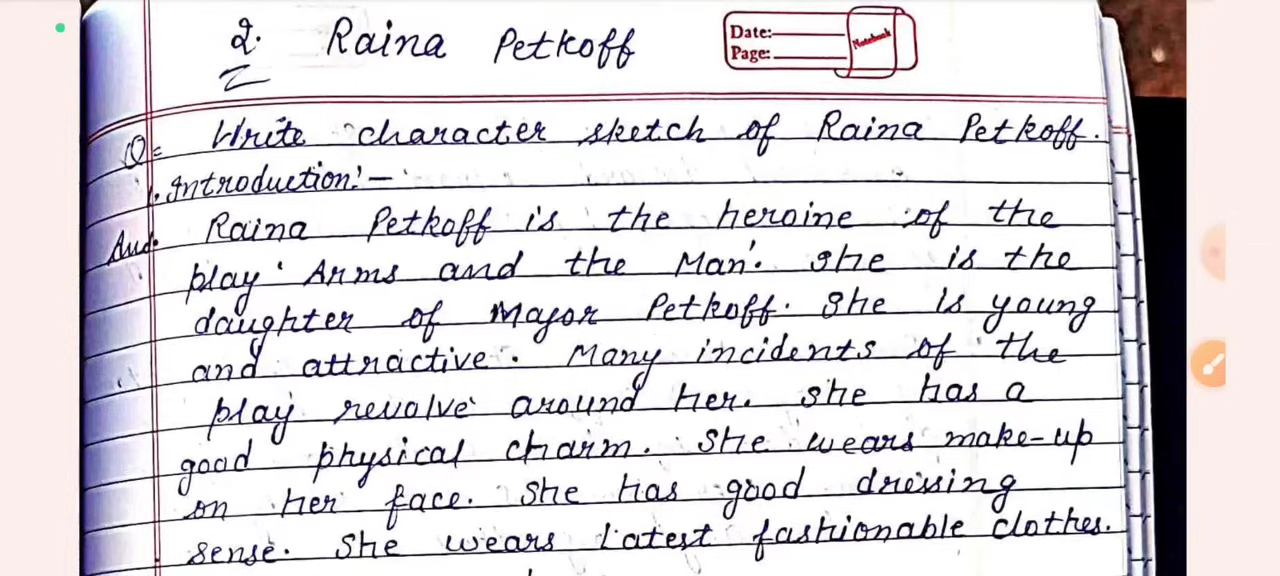 2. Raina Petkoff
Date:
Page:
Notebook
Q= Write character sketch of Raina Petkoff.
1. Introduction:-
Ans. Raina Petkoff is the heroine of the
play 'Arms and the Man'. She is the
daughter of Major Petkoff. She is young
and attractive. Many incidents of the
play revolve around her. She has a
good physical charm. She wears make-up
on her face. She has good dressing
sense. She wears latest fashionable clothes.